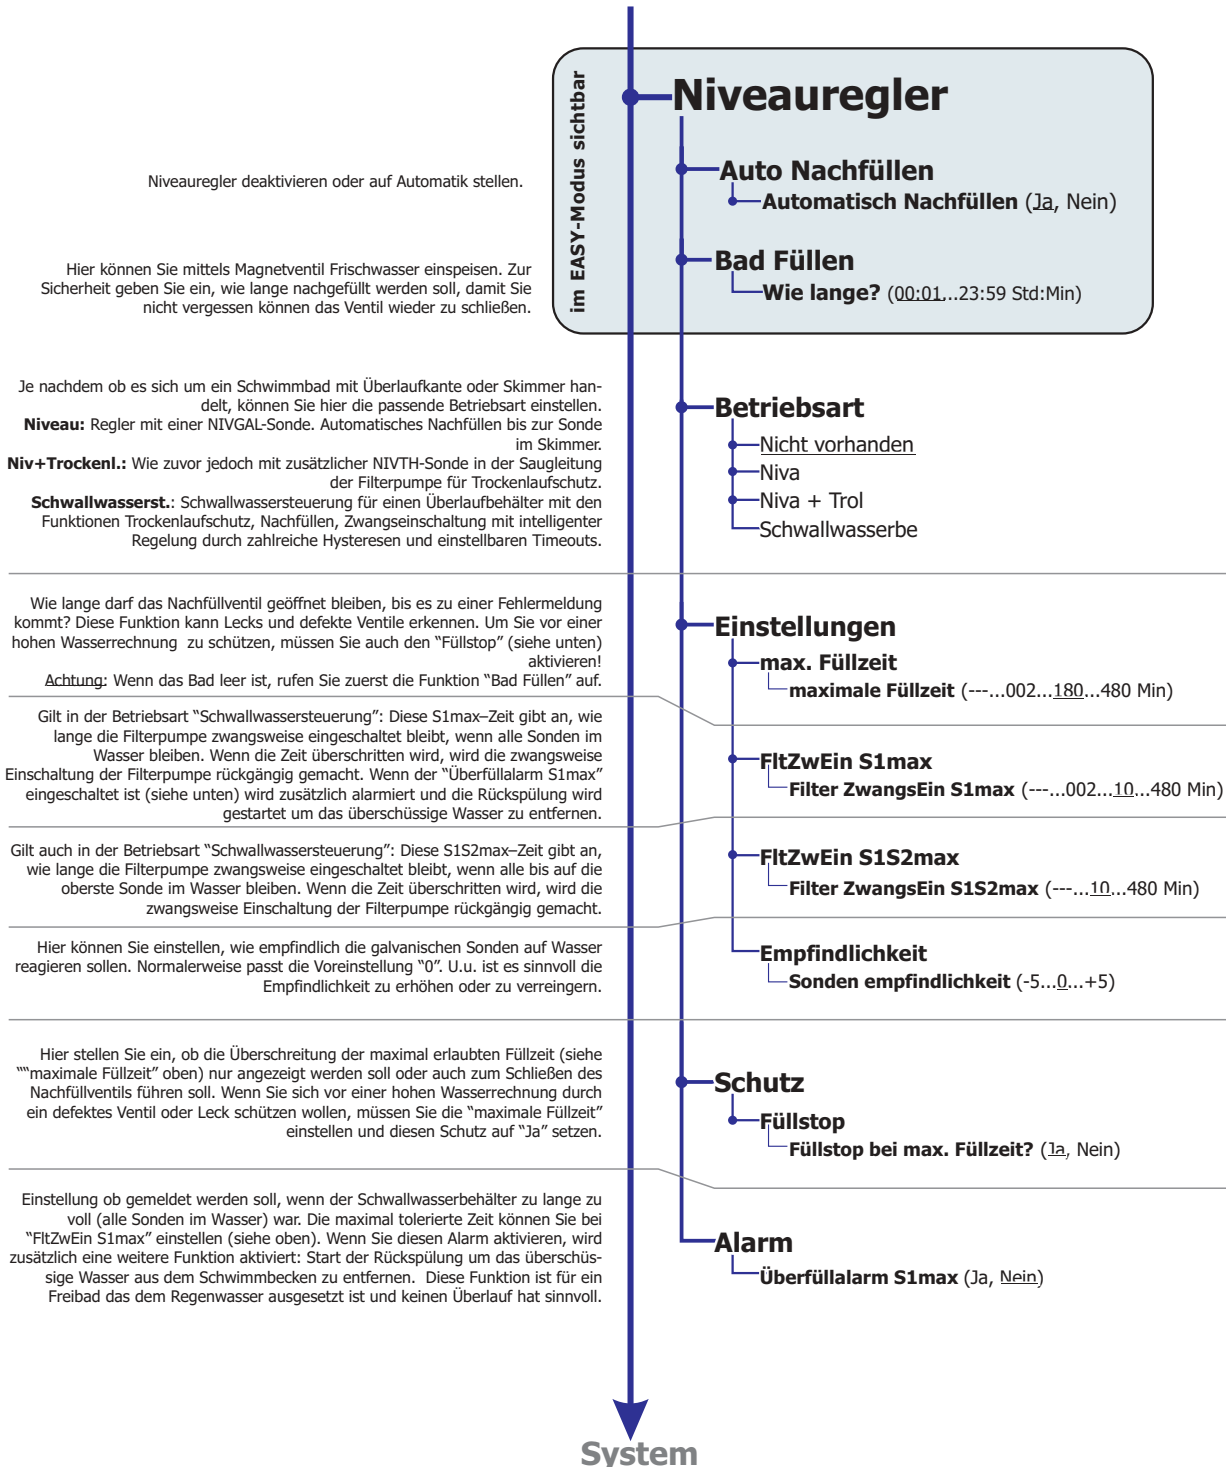 im EASY-Modus sichtbar
Niveauregler
Niveauregler deaktivieren oder auf Automatik stellen.
Auto Nachfüllen
Automatisch Nachfüllen (Ja, Nein)
Hier können Sie mittels Magnetventil Frischwasser einspeisen. Zur
Sicherheit geben Sie ein, wie lange nachgefüllt werden soll, damit Sie
nicht vergessen können das Ventil wieder zu schließen.
Bad Füllen
Wie lange? (00:01...23:59 Std:Min)
Je nachdem ob es sich um ein Schwimmbad mit Überlaufkante oder Skimmer han-
delt, können Sie hier die passende Betriebsart einstellen.
Niveau: Regler mit einer NIVGAL-Sonde. Automatisches Nachfüllen bis zur Sonde
im Skimmer.
Niv+Trockenl.: Wie zuvor jedoch mit zusätzlicher NIVTH-Sonde in der Saugleitung
der Filterpumpe für Trockenlaufschutz.
Schwallwasserst.: Schwallwassersteuerung für einen Überlaufbehälter mit den
Funktionen Trockenlaufschutz, Nachfüllen, Zwangseinschaltung mit intelligenter
Regelung durch zahlreiche Hysteresen und einstellbaren Timeouts.
Betriebsart
Nicht vorhanden
Niva
Niva + Trol
Schwallwasserbe
Wie lange darf das Nachfüllventil geöffnet bleiben, bis es zu einer Fehlermeldung
kommt? Diese Funktion kann Lecks und defekte Ventile erkennen. Um Sie vor einer
hohen Wasserrechnung  zu schützen, müssen Sie auch den “Füllstop” (siehe unten)
aktivieren!
Achtung: Wenn das Bad leer ist, rufen Sie zuerst die Funktion “Bad Füllen” auf.
Einstellungen
max. Füllzeit
maximale Füllzeit (---...002...180...480 Min)
Gilt in der Betriebsart “Schwallwassersteuerung”: Diese S1max–Zeit gibt an, wie
lange die Filterpumpe zwangsweise eingeschaltet bleibt, wenn alle Sonden im
Wasser bleiben. Wenn die Zeit überschritten wird, wird die zwangsweise
Einschaltung der Filterpumpe rückgängig gemacht. Wenn der “Überfüllalarm S1max”
eingeschaltet ist (siehe unten) wird zusätzlich alarmiert und die Rückspülung wird
gestartet um das überschüssige Wasser zu entfernen.
FltZwEin S1max
Filter ZwangsEin S1max (---...002...10...480 Min)
Gilt auch in der Betriebsart “Schwallwassersteuerung”: Diese S1S2max–Zeit gibt an,
wie lange die Filterpumpe zwangsweise eingeschaltet bleibt, wenn alle bis auf die
oberste Sonde im Wasser bleiben. Wenn die Zeit überschritten wird, wird die
zwangsweise Einschaltung der Filterpumpe rückgängig gemacht.
FltZwEin S1S2max
Filter ZwangsEin S1S2max (---...10...480 Min)
Hier können Sie einstellen, wie empfindlich die galvanischen Sonden auf Wasser
reagieren sollen. Normalerweise passt die Voreinstellung “0”. U.u. ist es sinnvoll die
Empfindlichkeit zu erhöhen oder zu verreingern.
Empfindlichkeit
Sonden empfindlichkeit (-5...0...+5)
Hier stellen Sie ein, ob die Überschreitung der maximal erlaubten Füllzeit (siehe
““maximale Füllzeit” oben) nur angezeigt werden soll oder auch zum Schließen des
Nachfüllventils führen soll. Wenn Sie sich vor einer hohen Wasserrechnung durch
ein defektes Ventil oder Leck schützen wollen, müssen Sie die “maximale Füllzeit”
einstellen und diesen Schutz auf “Ja” setzen.
Schutz
Füllstop
Füllstop bei max. Füllzeit? (Ja, Nein)
Einstellung ob gemeldet werden soll, wenn der Schwallwasserbehälter zu lange zu
voll (alle Sonden im Wasser) war. Die maximal tolerierte Zeit können Sie bei
“FltZwEin S1max” einstellen (siehe oben). Wenn Sie diesen Alarm aktivieren, wird
zusätzlich eine weitere Funktion aktiviert: Start der Rückspülung um das überschüs-
sige Wasser aus dem Schwimmbecken zu entfernen.  Diese Funktion ist für ein
Freibad das dem Regenwasser ausgesetzt ist und keinen Überlauf hat sinnvoll.
Alarm
Überfüllalarm S1max (Ja, Nein)
System